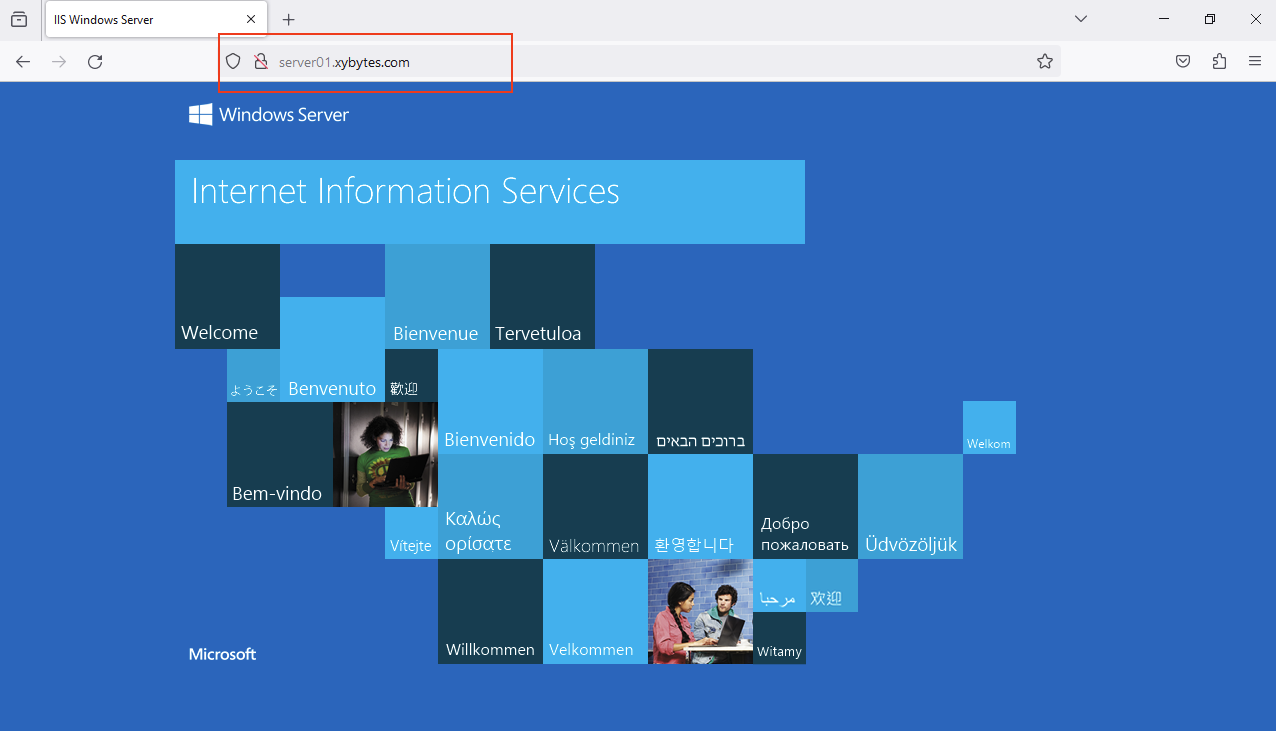 IIS Windows Server
server01.xybytes.com
Windows Server
Internet Information Services
Welcome
Bienvenue
Tervetuloa
ようこそ
Benvenuto
歡迎
Bienvenido
Hoş geldiniz
ברוכים הבאים
Welkom
Bem-vindo
Vítejte
Καλώς
ορίσατε
Välkommen
환영합니다
Добро
пожаловать
Üdvözöljük
Willkommen
Velkommen
مرحبا
欢迎
Witamy
Microsoft